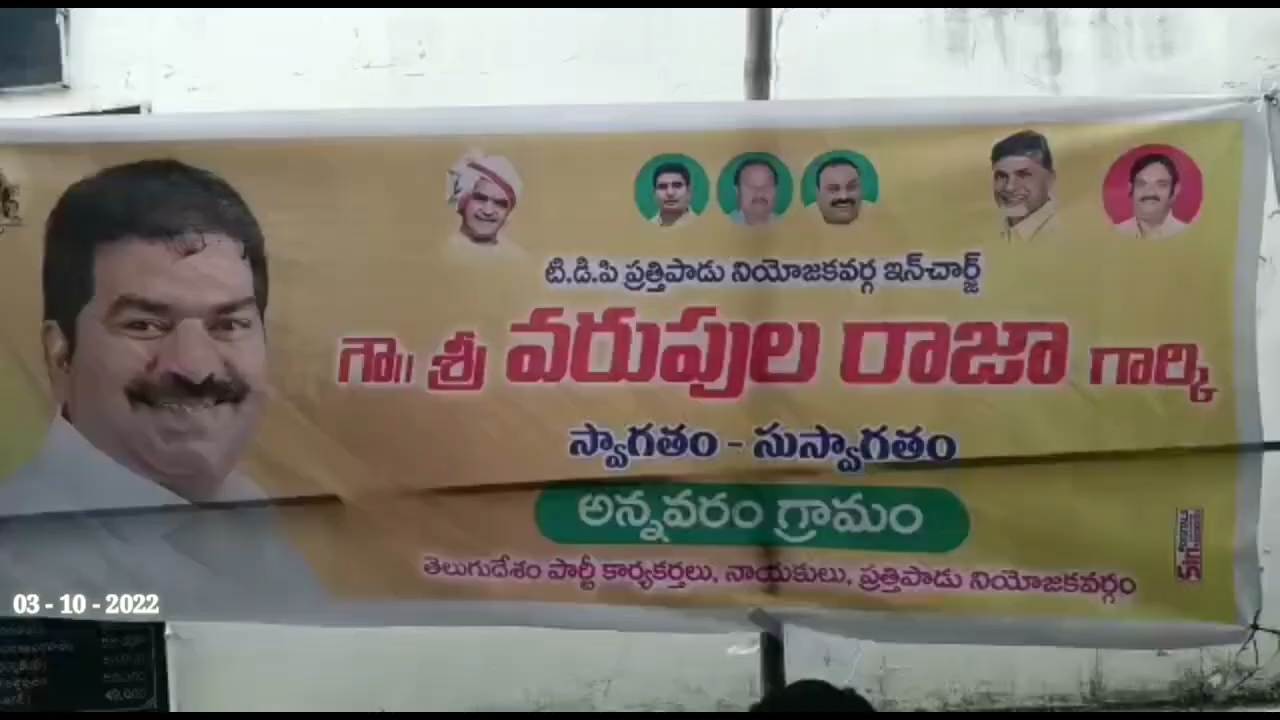 టి.డి.పి ప్రత్తిపాడు నియోజకవర్గ ఇన్‌చార్జ్
గౌ॥ శ్రీ వరుపుల రాజా గార్కి
స్వాగతం - సుస్వాగతం
అన్నవరం గ్రామం
తెలుగుదేశం పార్టీ కార్యకర్తలు, నాయకులు, ప్రత్తిపాడు నియోజకవర్గం
03 - 10 - 2022